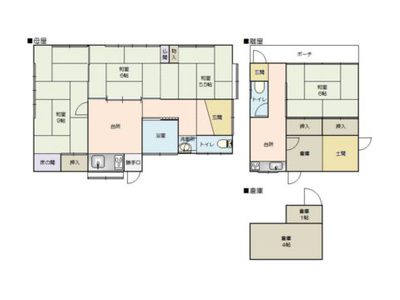 ■母屋
和室
9帖
床の間
押入
和室
6帖
仏間
物入
和室
5.5帖
台所
浴室
洗面所
トイレ
玄関
勝手口
■離屋
ポーチ
玄関
トイレ
和室
6帖
台所
押入
押入
倉庫
土間
■倉庫
倉庫
1帖
倉庫
4帖